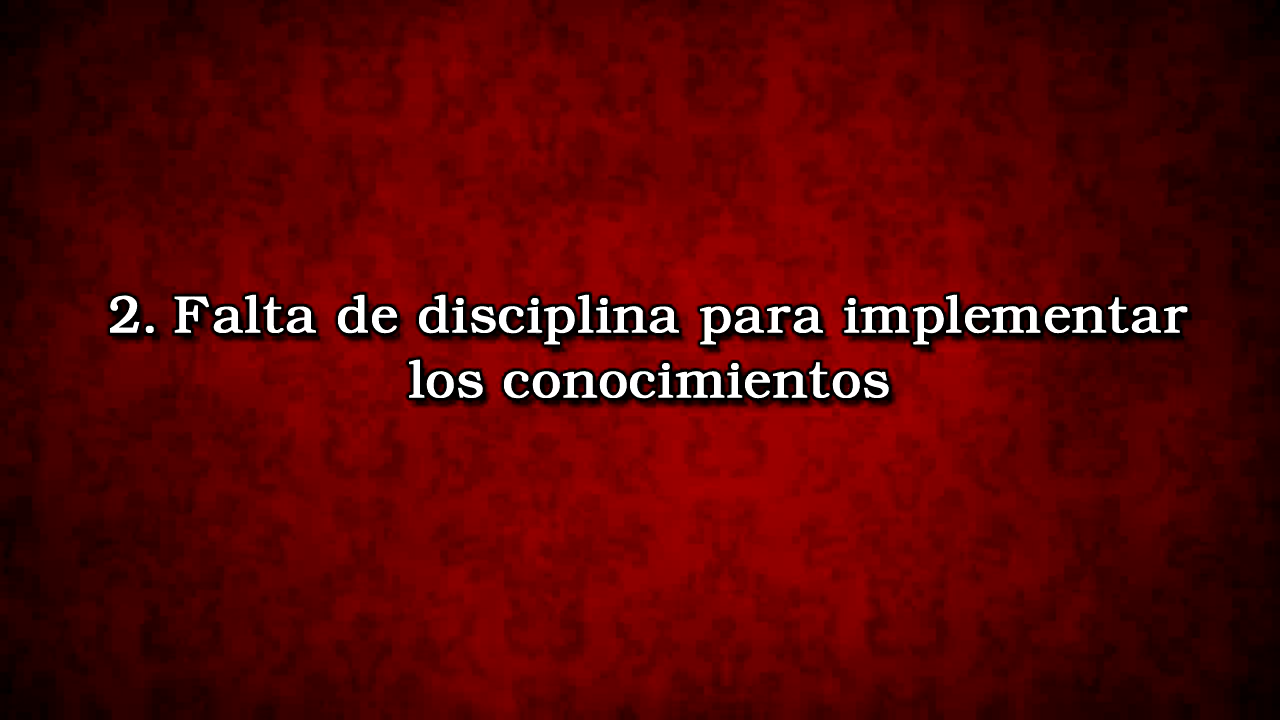 2. Falta de disciplina para implementar
los conocimientos